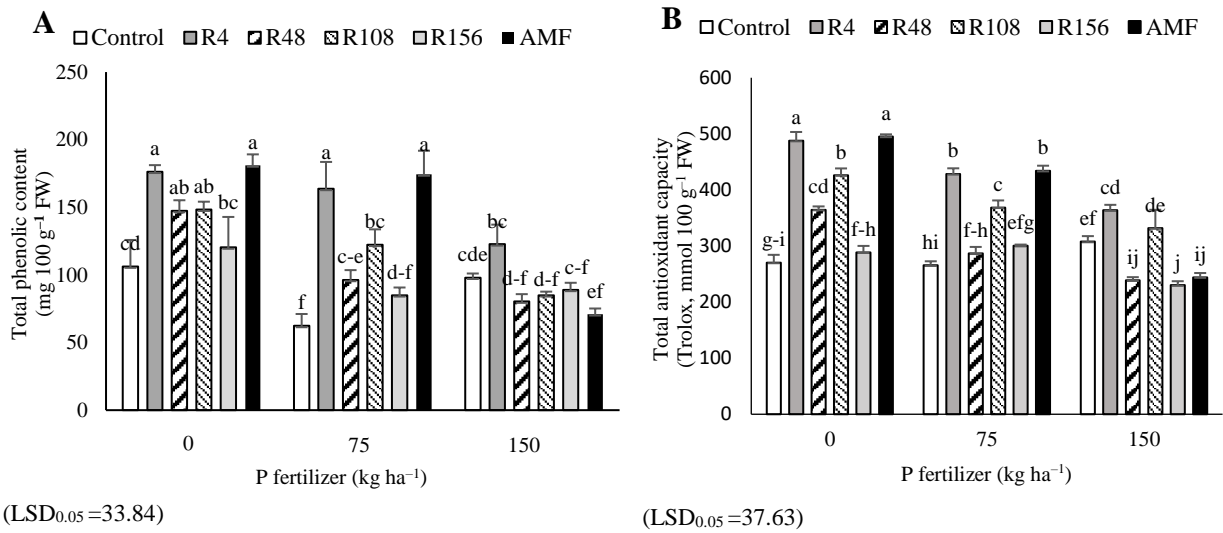 A
Control R4 R48 R108 R156 AMF
Total phenolic content
(mg 100 g⁻¹ FW)
250
200
150
100
50
0
cd a ab ab bc a
f a c-e bc d-f a
cde bc d-f d-f c-f ef
0 75 150
P fertilizer (kg ha⁻¹)
(LSD₀.₀₅ =33.84)
B
Control R4 R48 R108 R156 AMF
Total antioxidant capacity
(Trolox, mmol 100 g⁻¹ FW)
600
500
400
300
200
100
0
g-i a cd b f-h a
hi b f-h c efg b
ef cd ij de j ij
0 75 150
P fertilizer (kg ha⁻¹)
(LSD₀.₀₅ =37.63)